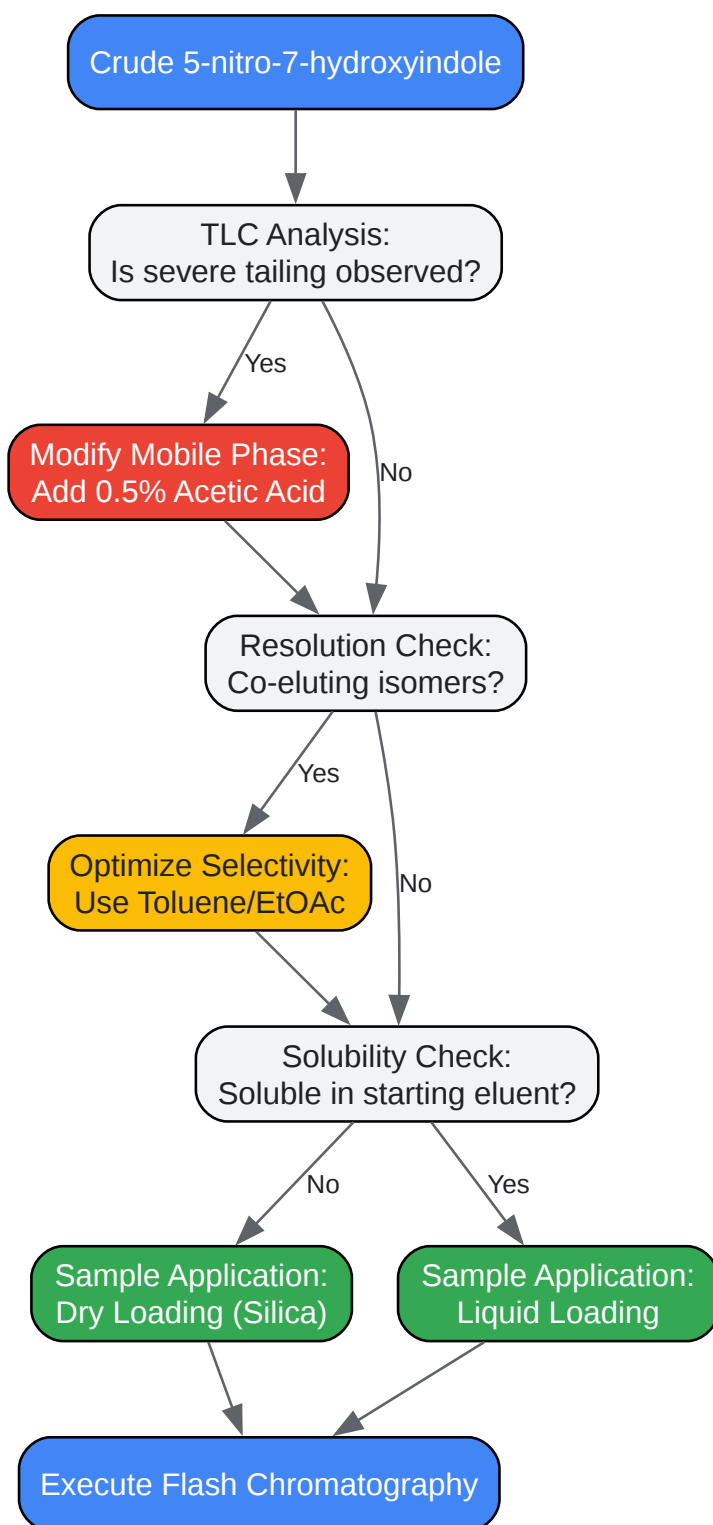 Crude 5-nitro-7-hydroxyindole
TLC Analysis:
Is severe tailing observed?
Yes
No
Modify Mobile Phase:
Add 0.5% Acetic Acid
Resolution Check:
Co-eluting isomers?
Yes
No
Optimize Selectivity:
Use Toluene/EtOAc
Solubility Check:
Soluble in starting eluent?
No
Yes
Sample Application:
Dry Loading (Silica)
Sample Application:
Liquid Loading
Execute Flash Chromatography